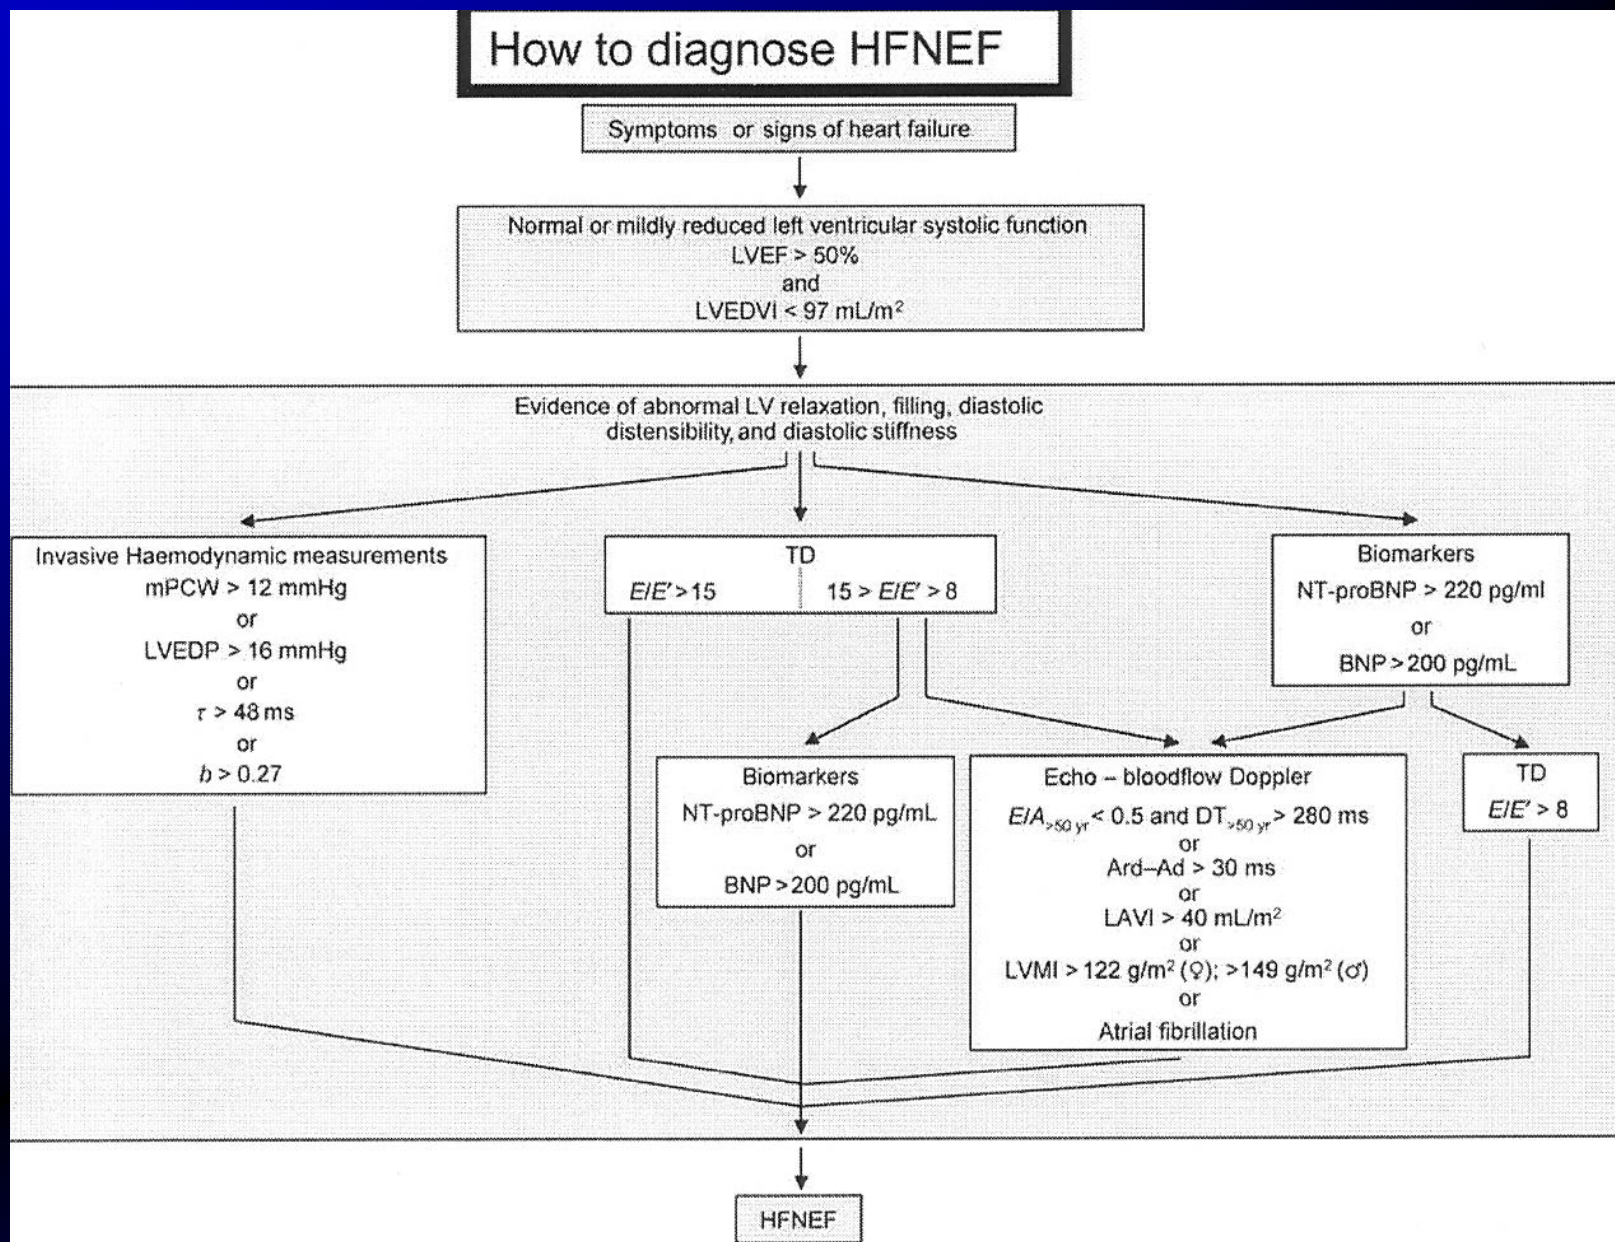 How to diagnose HFNEF
Symptoms or signs of heart failure
Normal or mildly reduced left ventricular systolic function
LVEF > 50%
and
LVEDVI < 97 mL/m²
Evidence of abnormal LV relaxation, filling, diastolic
distensibility, and diastolic stiffness
Invasive Haemodynamic measurements
mPCW > 12 mmHg
or
LVEDP > 16 mmHg
or
τ > 48 ms
or
b > 0.27
TD
E/E′ > 15
15 > E/E′ > 8
Biomarkers
NT-proBNP > 220 pg/ml
or
BNP > 200 pg/mL
Biomarkers
NT-proBNP > 220 pg/mL
or
BNP > 200 pg/mL
Echo – bloodflow Doppler
E/A>50 yr < 0.5 and DT>50 yr > 280 ms
or
Ard–Ad > 30 ms
or
LAVI > 40 mL/m²
or
LVMI > 122 g/m² (♀); >149 g/m² (♂)
or
Atrial fibrillation
TD
E/E′ > 8
HFNEF